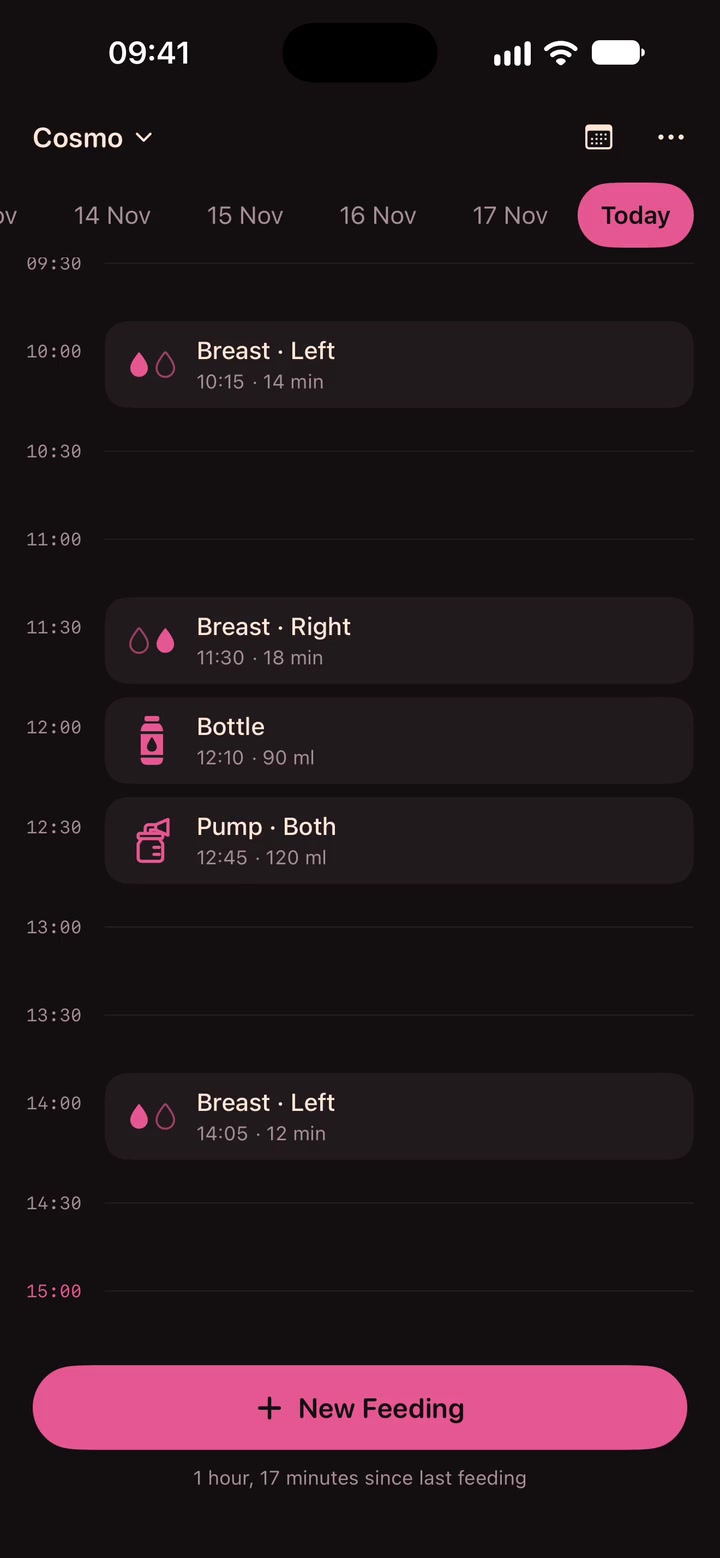 09:41
Cosmo
ov 14 Nov 15 Nov 16 Nov 17 Nov Today
09:30
10:00 Breast · Left
10:15 · 14 min
10:30
11:00
11:30 Breast · Right
11:30 · 18 min
12:00 Bottle
12:10 · 90 ml
12:30 Pump · Both
12:45 · 120 ml
13:00
13:30
14:00 Breast · Left
14:05 · 12 min
14:30
15:00
+ New Feeding
1 hour, 17 minutes since last feeding